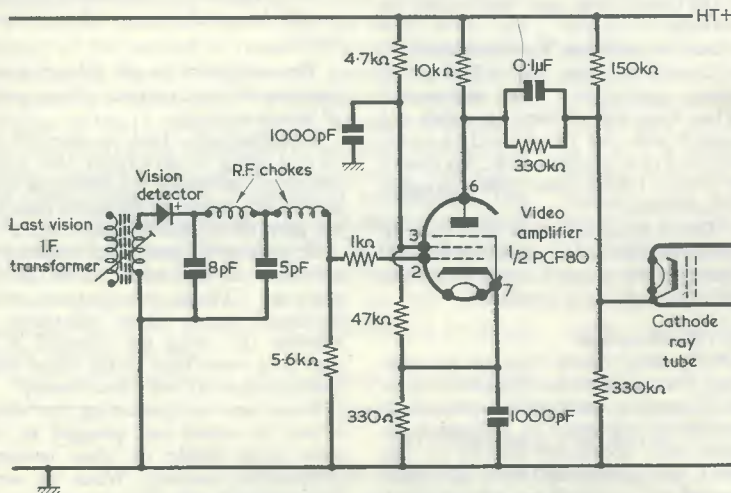 HT+
4·7kΩ
10kΩ
0·1μF
150kΩ
1000pF
330kΩ
R.F. chokes
Vision
detector
+
6
Last vision
I.F.
transformer
Video
amplifier
1/2 PCF80
3
1kΩ
2
8pF
5pF
7
47kΩ
Cathode
ray
tube
5·6kΩ
330kΩ
330Ω
1000pF